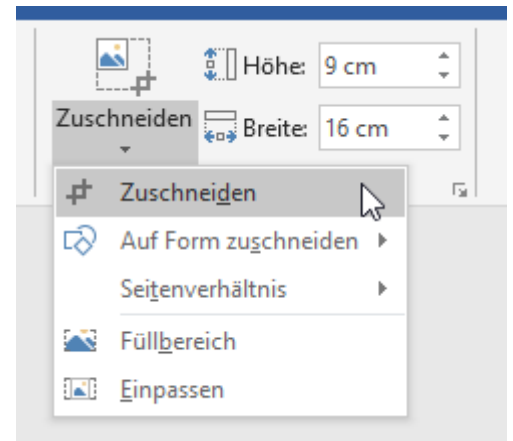 Höhe: 9 cm
Zuschneiden
Breite: 16 cm
Zuschneiden
Auf Form zuschneiden
Seitenverhältnis
Füllbereich
Einpassen